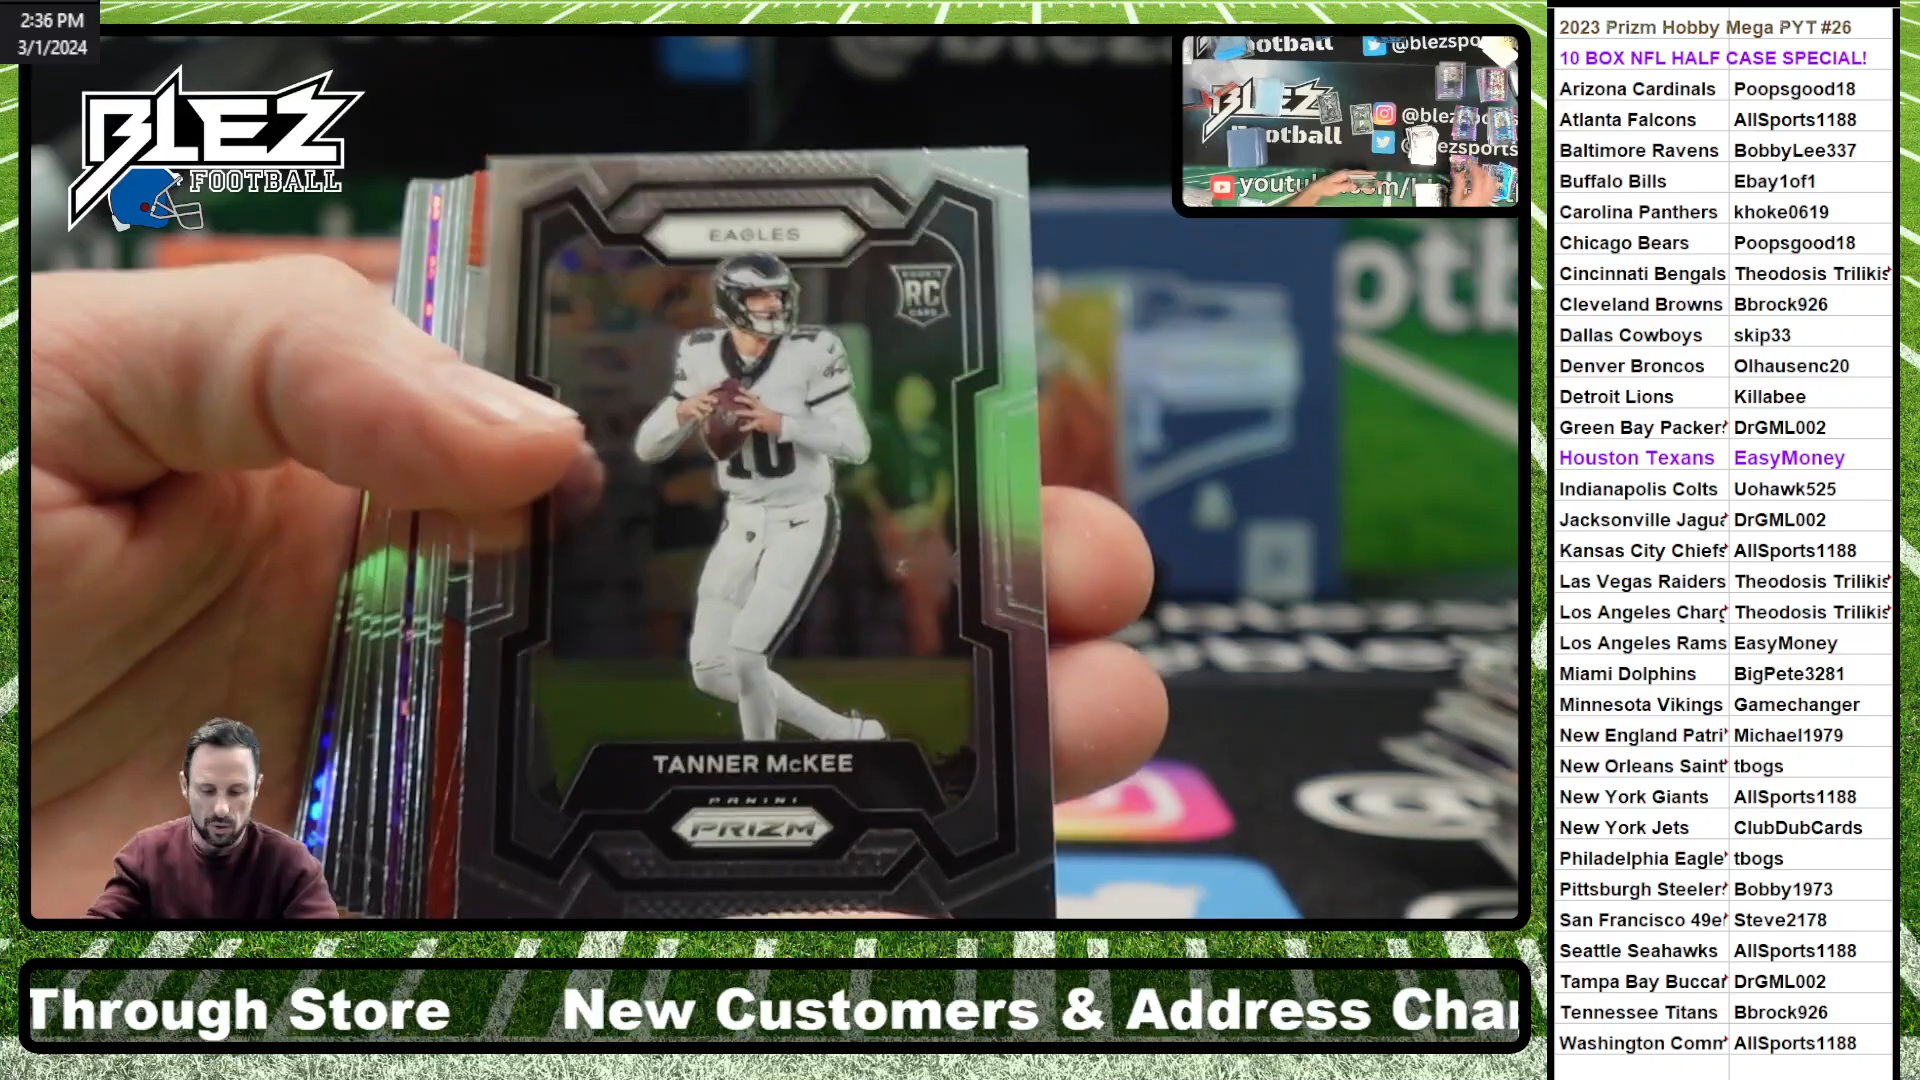 2:36 PM
3/1/2024
BLEZ
FOOTBALL
EAGLES
ROOKIE
RC
CARD
10
TANNER McKEE
PANINI
PRIZM
Through Store New Customers & Address Cha
2023 Prizm Hobby Mega PYT #26
10 BOX NFL HALF CASE SPECIAL!
Arizona Cardinals Poopsgood18
Atlanta Falcons AllSports1188
Baltimore Ravens BobbyLee337
Buffalo Bills Ebay1of1
Carolina Panthers khoke0619
Chicago Bears Poopsgood18
Cincinnati Bengals Theodosis Trilikis
Cleveland Browns Bbrock926
Dallas Cowboys skip33
Denver Broncos Olhausenc20
Detroit Lions Killabee
Green Bay Packer DrGML002
Houston Texans EasyMoney
Indianapolis Colts Uohawk525
Jacksonville Jagua DrGML002
Kansas City Chiefs AllSports1188
Las Vegas Raiders Theodosis Trilikis
Los Angeles Charg Theodosis Trilikis
Los Angeles Rams EasyMoney
Miami Dolphins BigPete3281
Minnesota Vikings Gamechanger
New England Patri Michael1979
New Orleans Saint tbogs
New York Giants AllSports1188
New York Jets ClubDubCards
Philadelphia Eagle tbogs
Pittsburgh Steeler Bobby1973
San Francisco 49e Steve2178
Seattle Seahawks AllSports1188
Tampa Bay Buccar DrGML002
Tennessee Titans Bbrock926
Washington Comm AllSports1188